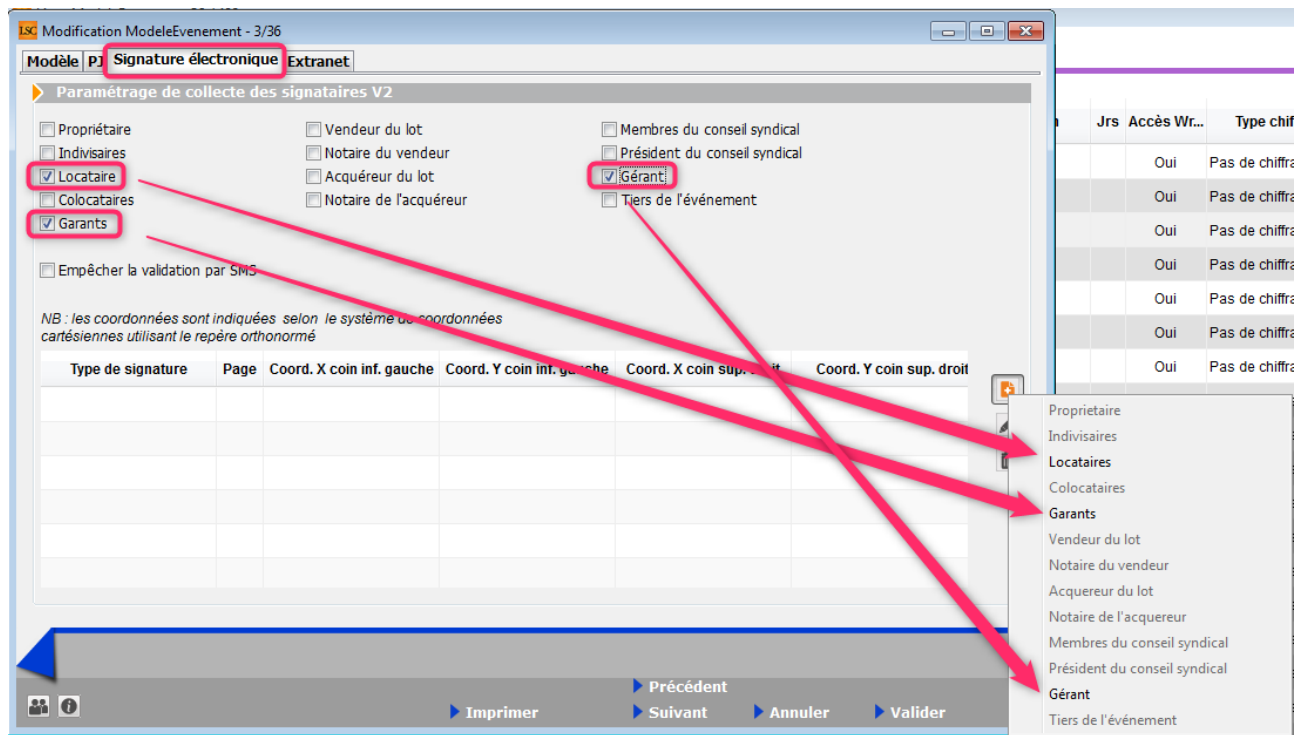 LSC Modification ModeleEvenement - 3/36
Modèle PJ Signature électronique Extranet
Paramétrage de collecte des signataires V2
Propriétaire Vendeur du lot Membres du conseil syndical
Indivisaires Notaire du vendeur Président du conseil syndical
Locataire Acquéreur du lot Gérant
Colocataires Notaire de l'acquéreur Tiers de l'événement
Garants
Empêcher la validation par SMS
NB : les coordonnées sont indiquées selon le système de coordonnées
cartésiennes utilisant le repère orthonormé
Type de signature Page Coord. X coin inf. gauche Coord. Y coin inf. gauche Coord. X coin sup. droit Coord. Y coin sup. droit
Jrs Accès Wr... Type chif
Oui Pas de chiffra
Oui Pas de chiffra
Oui Pas de chiffra
Oui Pas de chiffra
Oui Pas de chiffra
Oui Pas de chiffra
Oui Pas de chiffra
Proprietaire
Indivisaires
Locataires
Colocataires
Garants
Vendeur du lot
Notaire du vendeur
Acquereur du lot
Notaire de l'acquereur
Membres du conseil syndical
Président du conseil syndical
Gérant
Tiers de l'événement
Précédent
Imprimer Suivant Annuler Valider